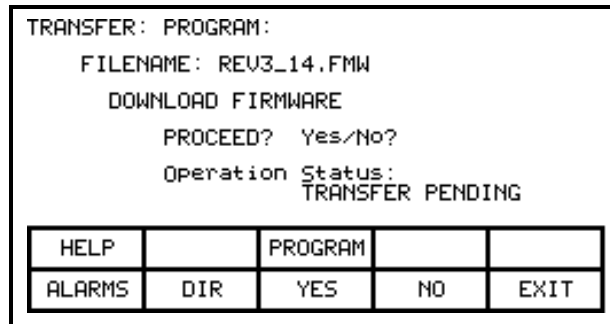 TRANSFER: PROGRAM:
FILENAME: REV3_14.FMW
DOWNLOAD FIRMWARE
PROCEED? Yes/No?
Operation Status:
TRANSFER PENDING
HELP PROGRAM
ALARMS DIR YES NO EXIT